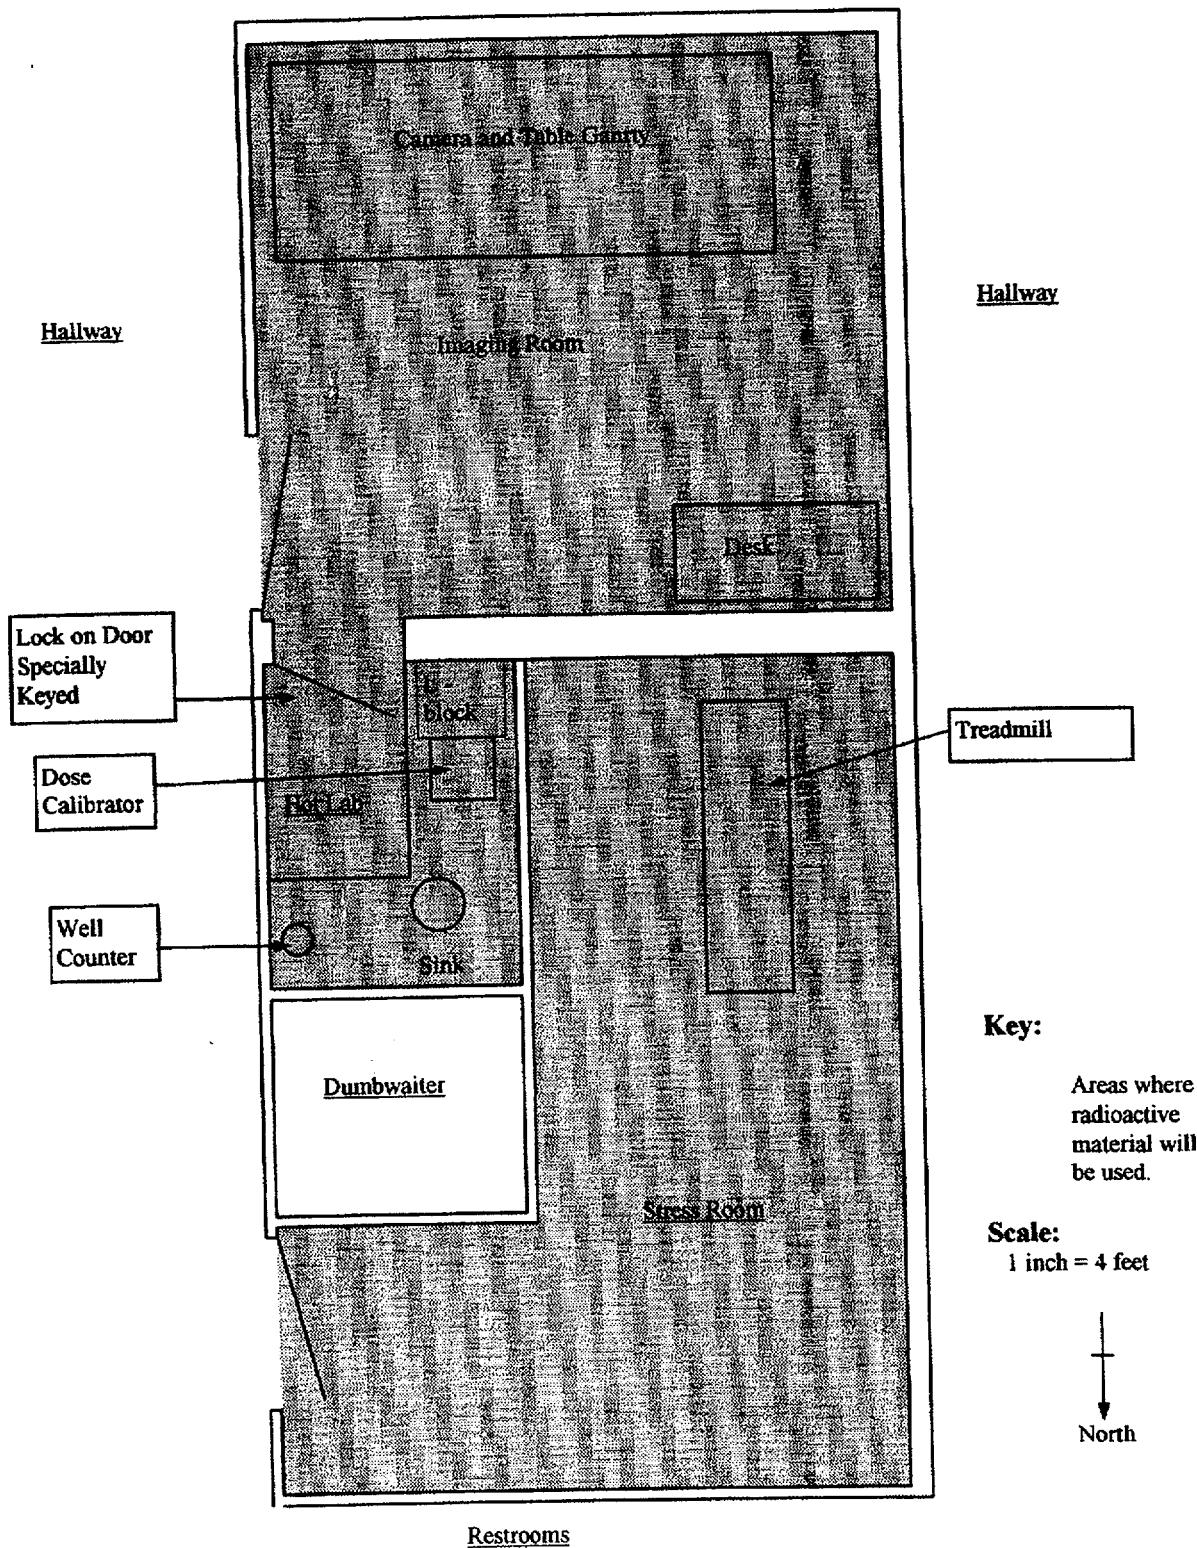 Camera and Table Ganrty
Hallway
Hallway
Imaging Room
Desk
Lock on Door
Specially
Keyed
L -
block
Treadmill
Dose
Calibrator
Hot Lab
Well
Counter
Sink
Key:
Dumbwaiter
Areas where
radioactive
material will
be used.
Stress Room
Scale:
1 inch = 4 feet
North
Restrooms